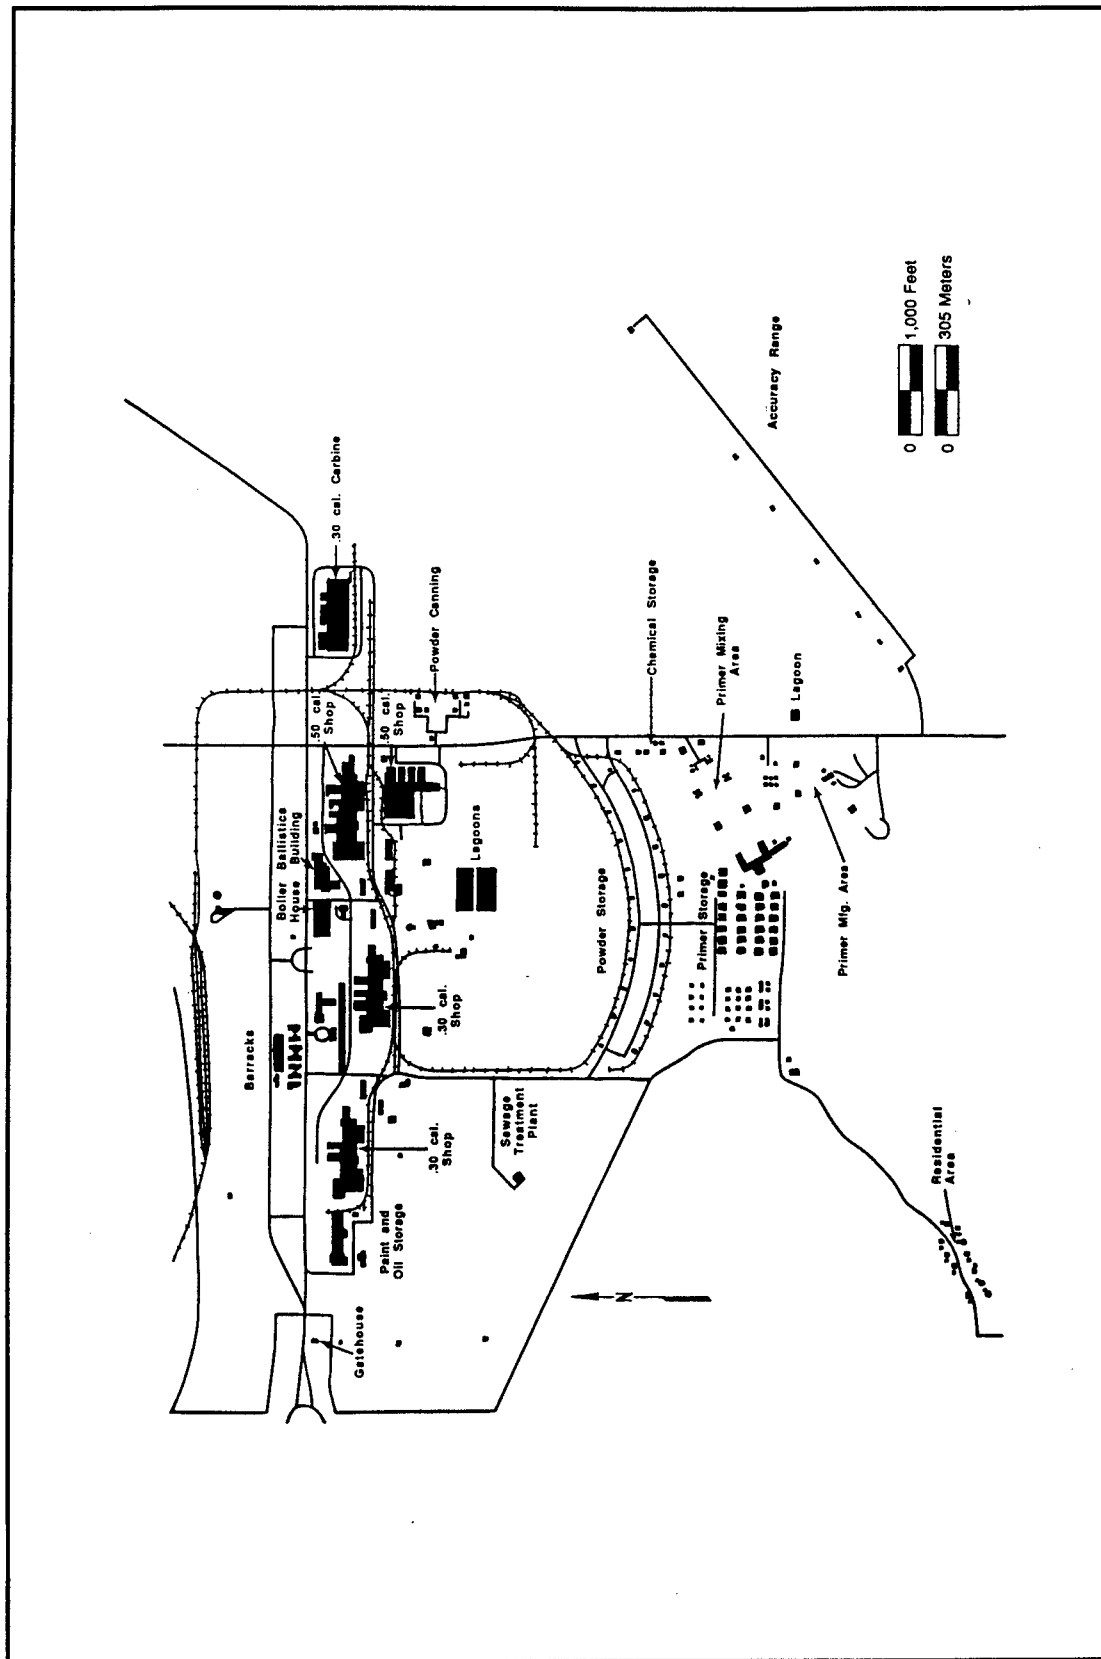 Gatehouse
Barracks
Boiler
House
Ballistics
Building
.50 cal.
Shop
.50 cal.
Shop
.30 cal. Carbine
Paint and
Oil Storage
.30 cal.
Shop
.30 cal.
Shop
Lagoons
Powder Canning
Sewage
Treatment
Plant
N
Powder Storage
Primer Storage
Chemical Storage
Primer Mixing
Area
Lagoon
Primer Mfg. Area
Accuracy Range
Residential
Area
0
1,000 Feet
0
305 Meters